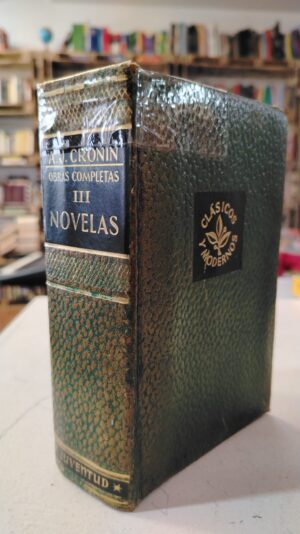 A. J. CRONIN
OBRAS COMPLETAS
III
NOVELAS
JUVENTUD
CLÁSICOS
Y MODERNOS